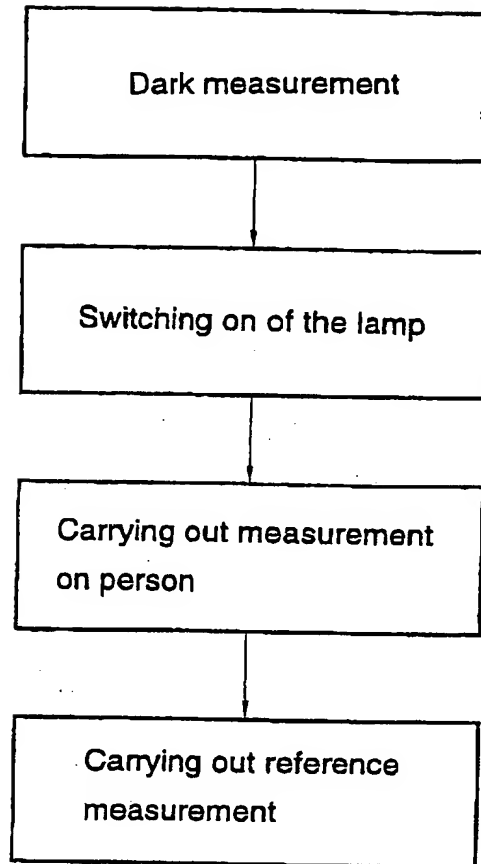 Dark measurement
Switching on of the lamp
Carrying out measurement
on person
Carrying out reference
measurement